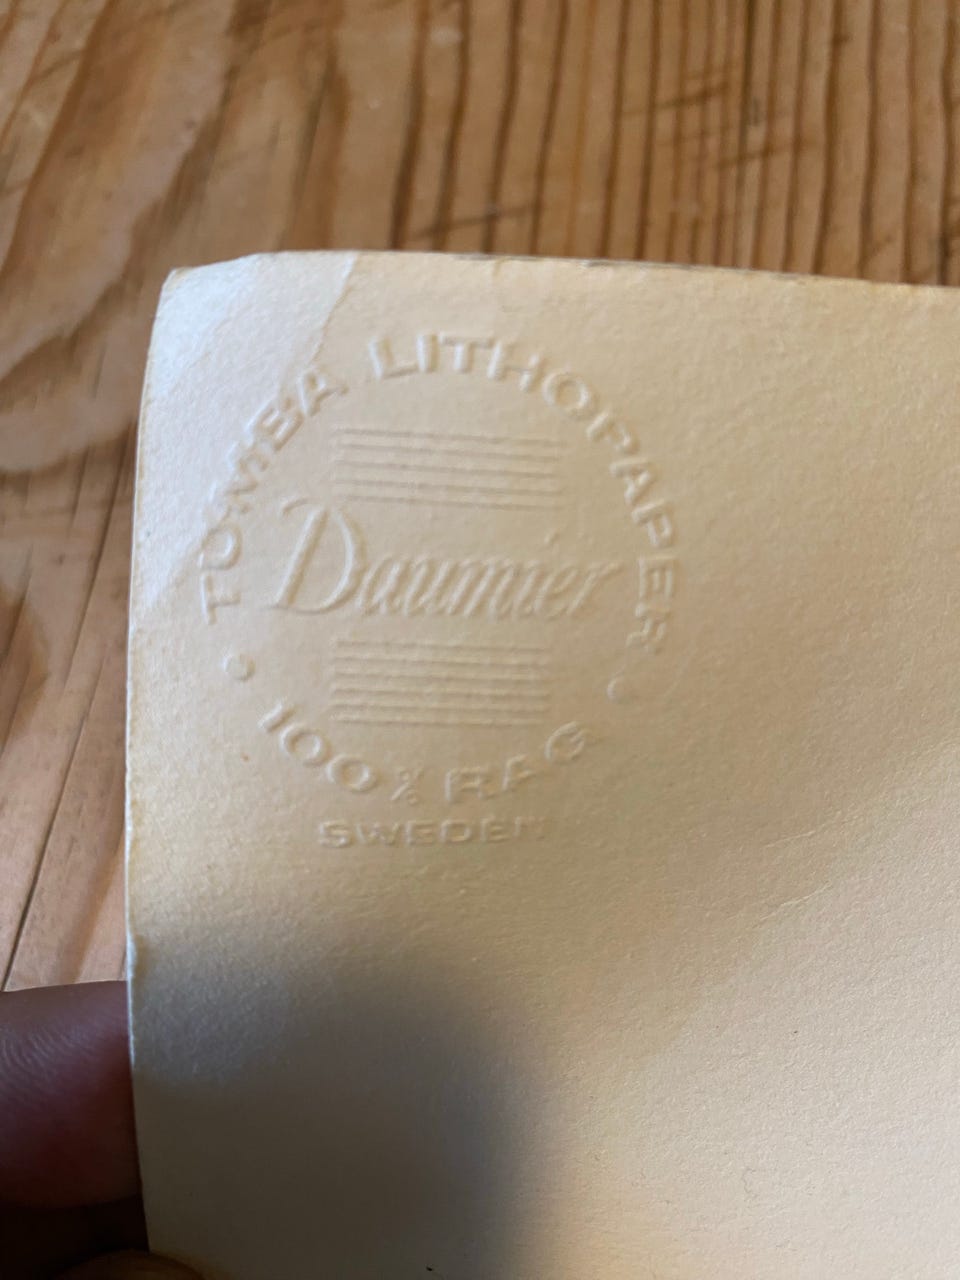 TUMBA LITHOPAPER
Daumier
100% RAG
SWEDEN